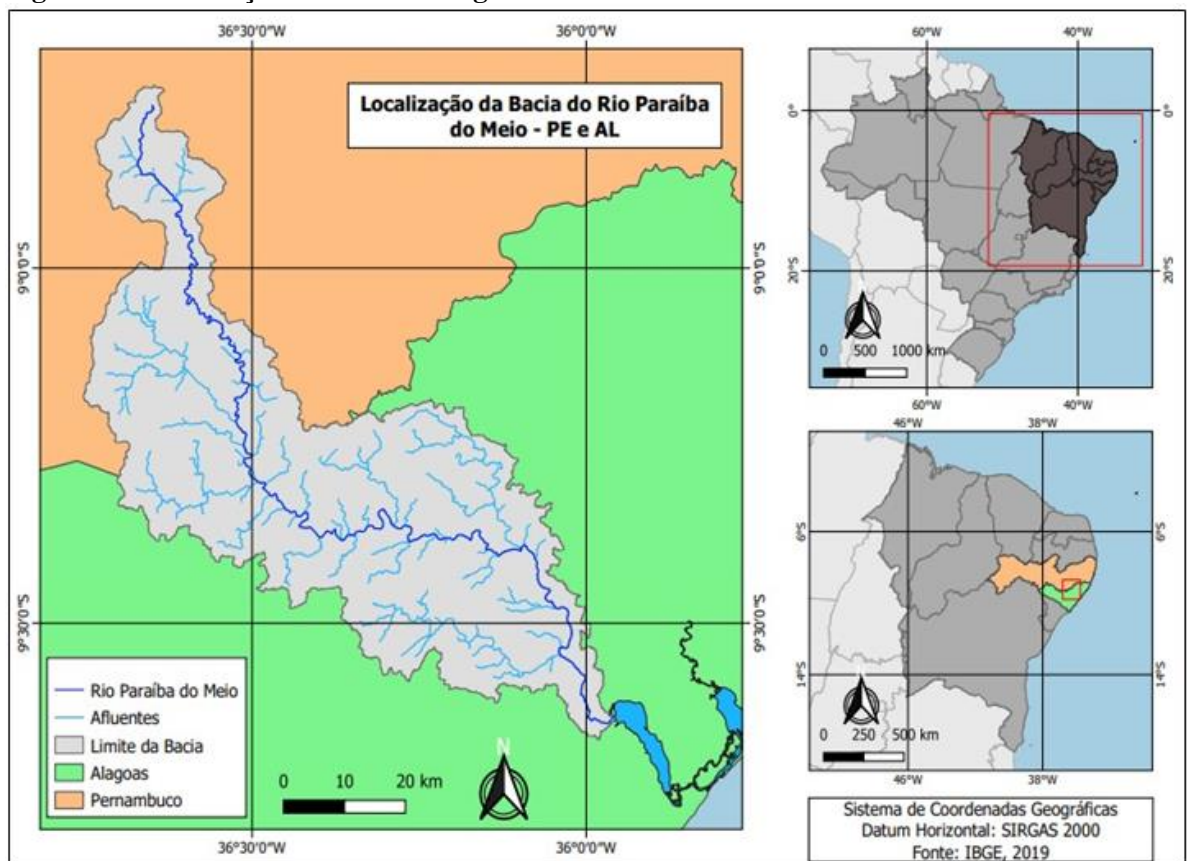 36°30'0"W
36°0'0"W
Localização da Bacia do Rio Paraíba
do Meio - PE e AL
9°0'0"S
9°0'0"S
9°30'0"S
9°30'0"S
Rio Paraíba do Meio
Afluentes
Limite da Bacia
Alagoas
Pernambuco
0 10 20 km
N
36°30'0"W
36°0'0"W
60°W
40°W
0°
0°
20°S
20°S
0 500 1000 km
60°W
40°W
46°W
38°W
6°S
6°S
14°S
14°S
0 250 500 km
46°W
38°W
Sistema de Coordenadas Geográficas
Datum Horizontal: SIRGAS 2000
Fonte: IBGE, 2019